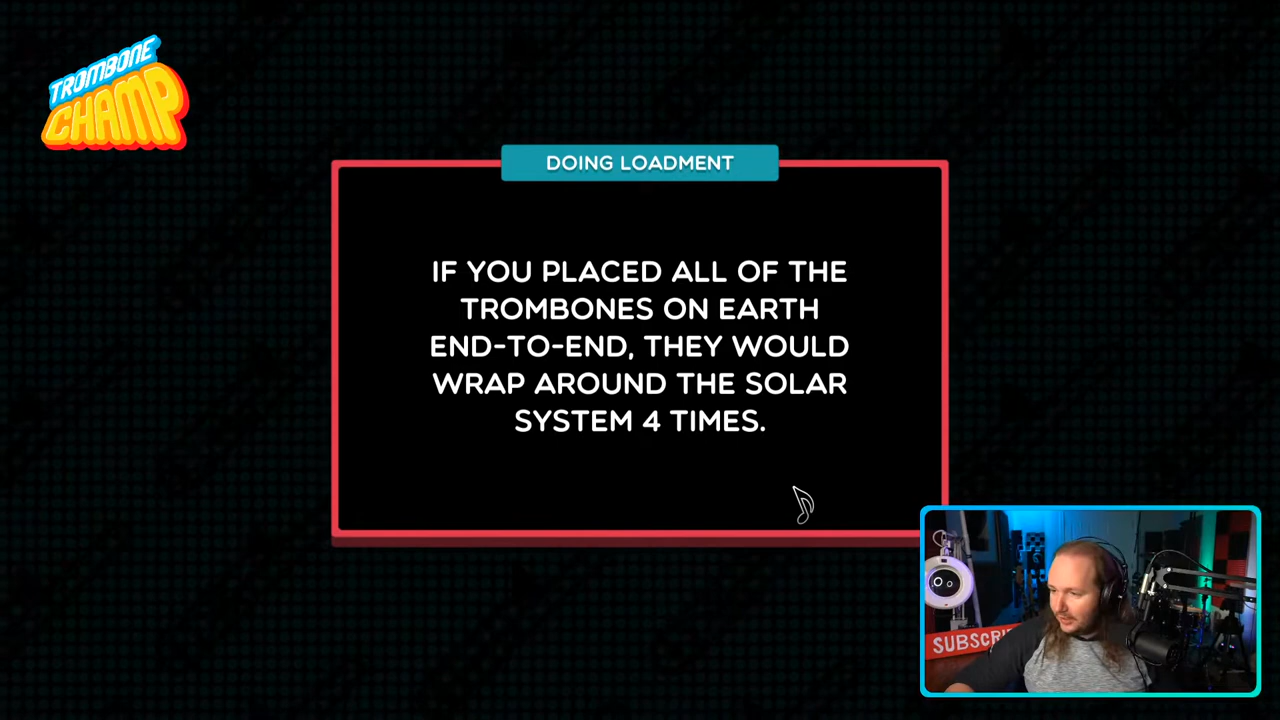 TROMBONE
CHAMP
DOING LOADMENT
IF YOU PLACED ALL OF THE
TROMBONES ON EARTH
END-TO-END, THEY WOULD
WRAP AROUND THE SOLAR
SYSTEM 4 TIMES.
SUBSCRI